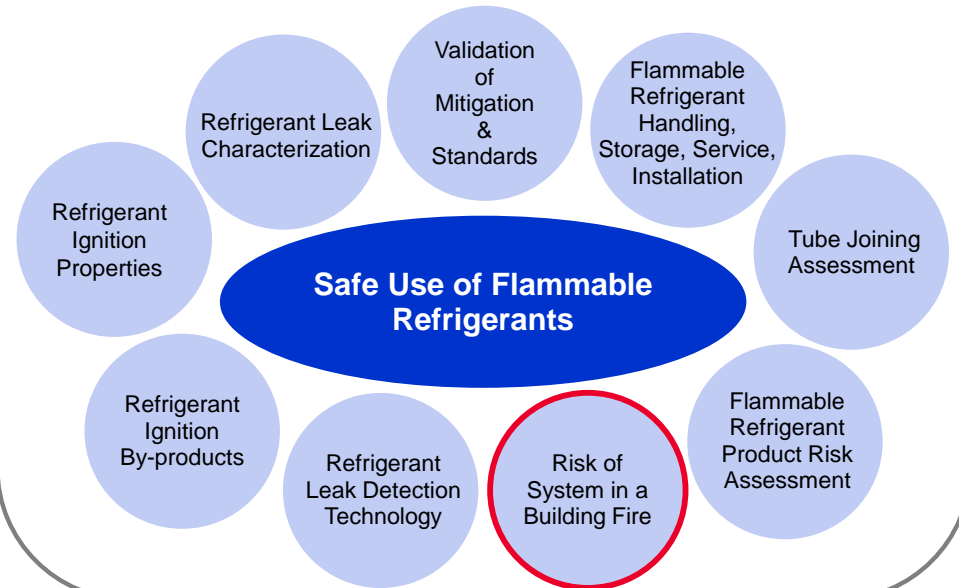 Validation
of
Mitigation
&
Standards
Flammable
Refrigerant
Handling,
Storage, Service,
Installation
Refrigerant Leak
Characterization
Tube Joining
Assessment
Refrigerant
Ignition
Properties
Safe Use of Flammable
Refrigerants
Flammable
Refrigerant
Product Risk
Assessment
Refrigerant
Ignition
By-products
Refrigerant
Leak Detection
Technology
Risk of
System in a
Building Fire